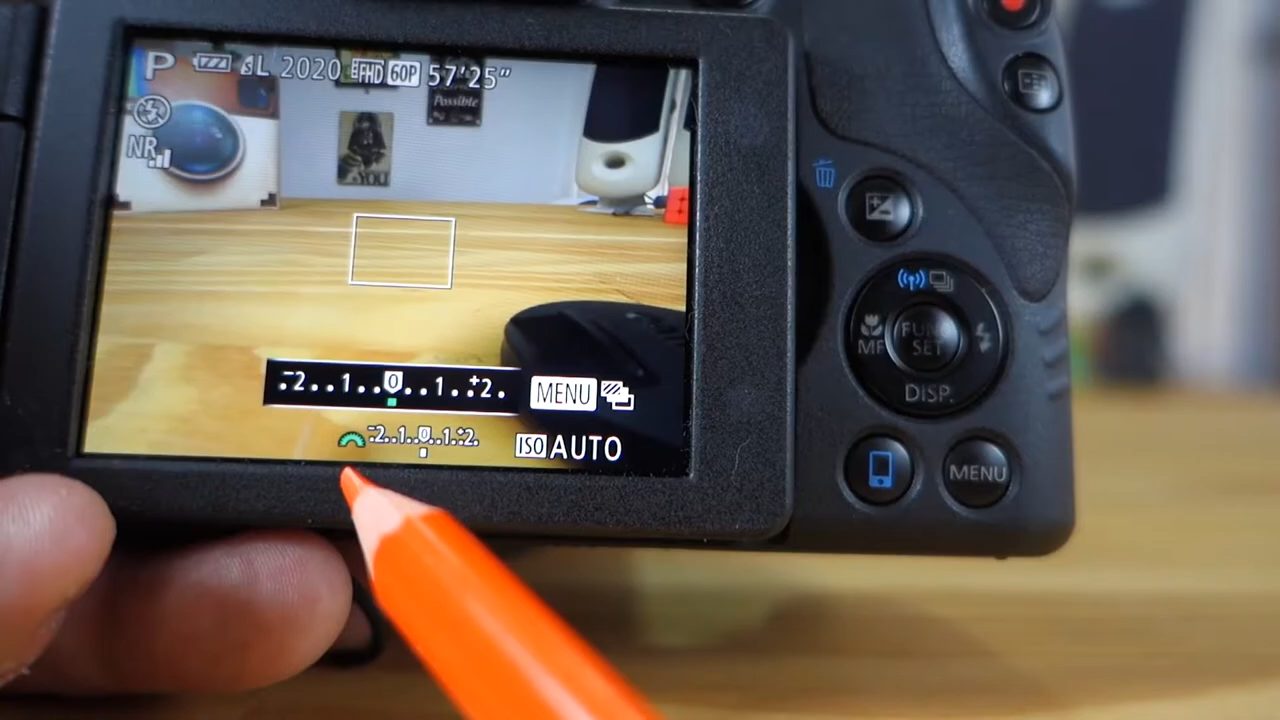 P L 2020 FHD 60P 57'25"
Possible
NR
YOU
-2..1..0..1..+2.
MENU
-2..1..0..1..+2.
ISO AUTO
FUNC
SET
MF
DISP.
MENU